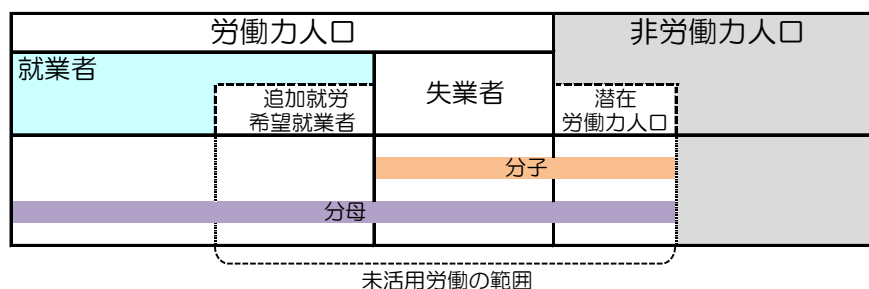 労働力人口
非労働力人口
就業者
追加就労
希望就業者
失業者
潜在
労働力人口
分子
分母
未活用労働の範囲